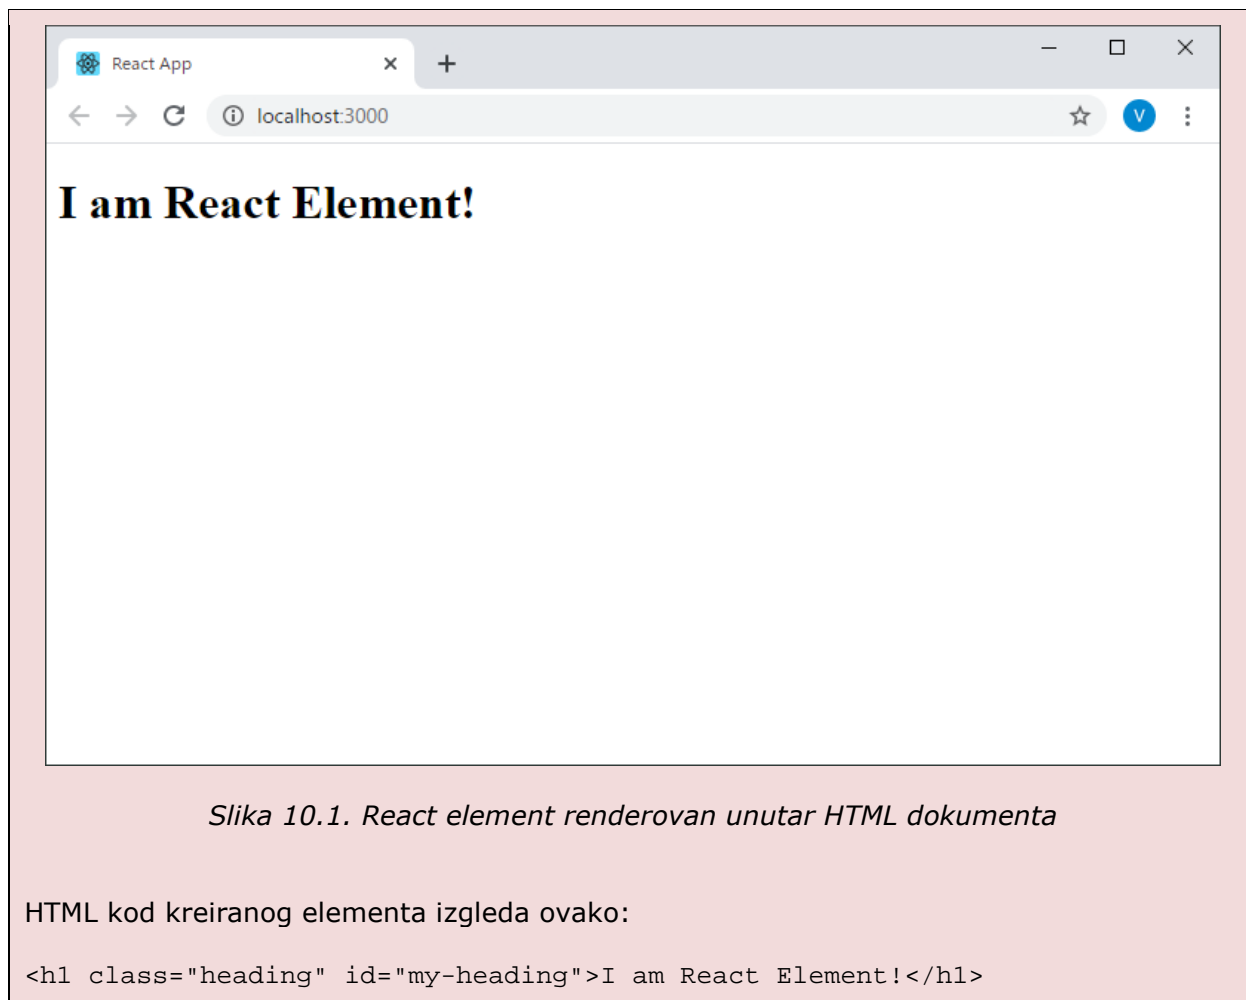 React App
localhost:3000
V
I am React Element!
Slika 10.1. React element renderovan unutar HTML dokumenta
HTML kod kreiranog elementa izgleda ovako:
<h1 class="heading" id="my-heading">I am React Element!</h1>